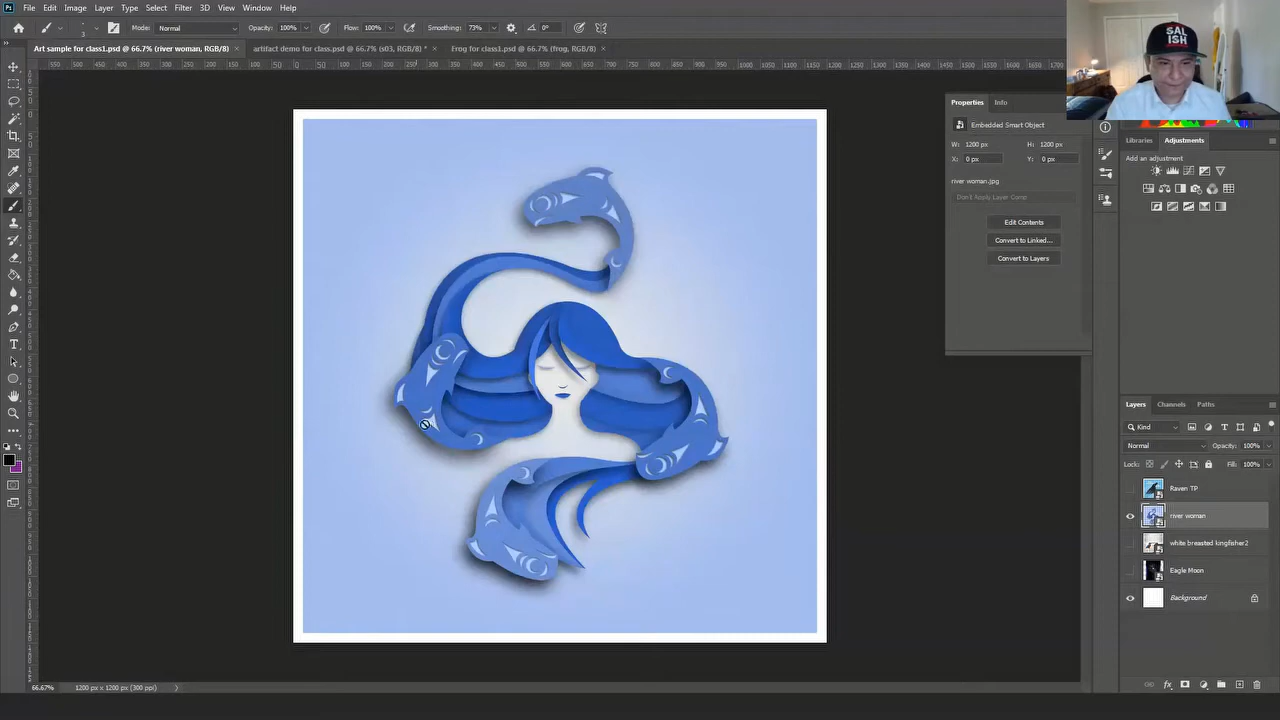 File Edit Image Layer Type Select Filter 3D View Window Help
Mode: Normal Opacity: 100% Flow: 100% Smoothing: 73% 0°
Art sample for class1.psd @ 66.7% (river woman, RGB/8) × artifact demo for class.psd @ 66.7% (s03, RGB/8) * × Frog for class1.psd @ 66.7% (frog, RGB/8) ×
SAL
ISH
Properties Info
Embedded Smart Object
W: 1200 px H: 1200 px
X: 0 px Y: 0 px
river woman.jpg
Don't Apply Layer Comp
Edit Contents
Convert to Linked...
Convert to Layers
Libraries Adjustments
Add an adjustment
Layers Channels Paths
Kind
Normal Opacity: 100%
Lock: Fill: 100%
Raven TP
river woman
white breasted kingfisher2
Eagle Moon
Background
66.67% 1200 px x 1200 px (300 ppi)